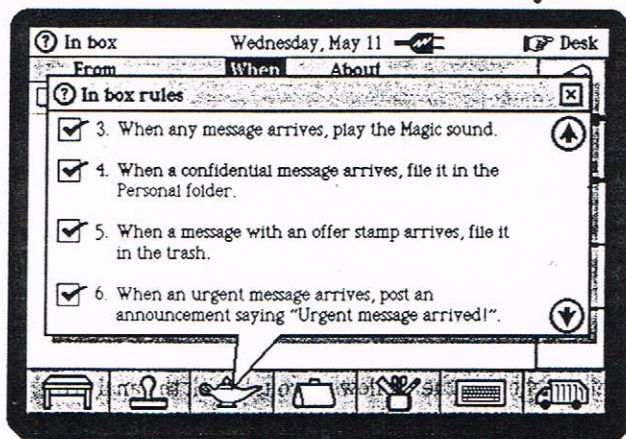 In box Wednesday, May 11 Desk
From When About
In box rules
3. When any message arrives, play the Magic sound.
4. When a confidential message arrives, file it in the
Personal folder.
5. When a message with an offer stamp arrives, file it
in the trash.
6. When an urgent message arrives, post an
announcement saying "Urgent message arrived!".